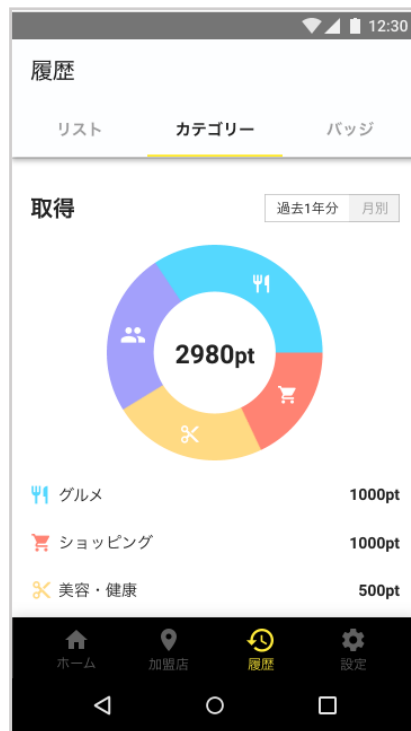 12:30
履歴
リスト カテゴリー バッジ
取得 過去1年分 月別
2980pt
グルメ 1000pt
ショッピング 1000pt
美容・健康 500pt
ホーム 加盟店 履歴 設定